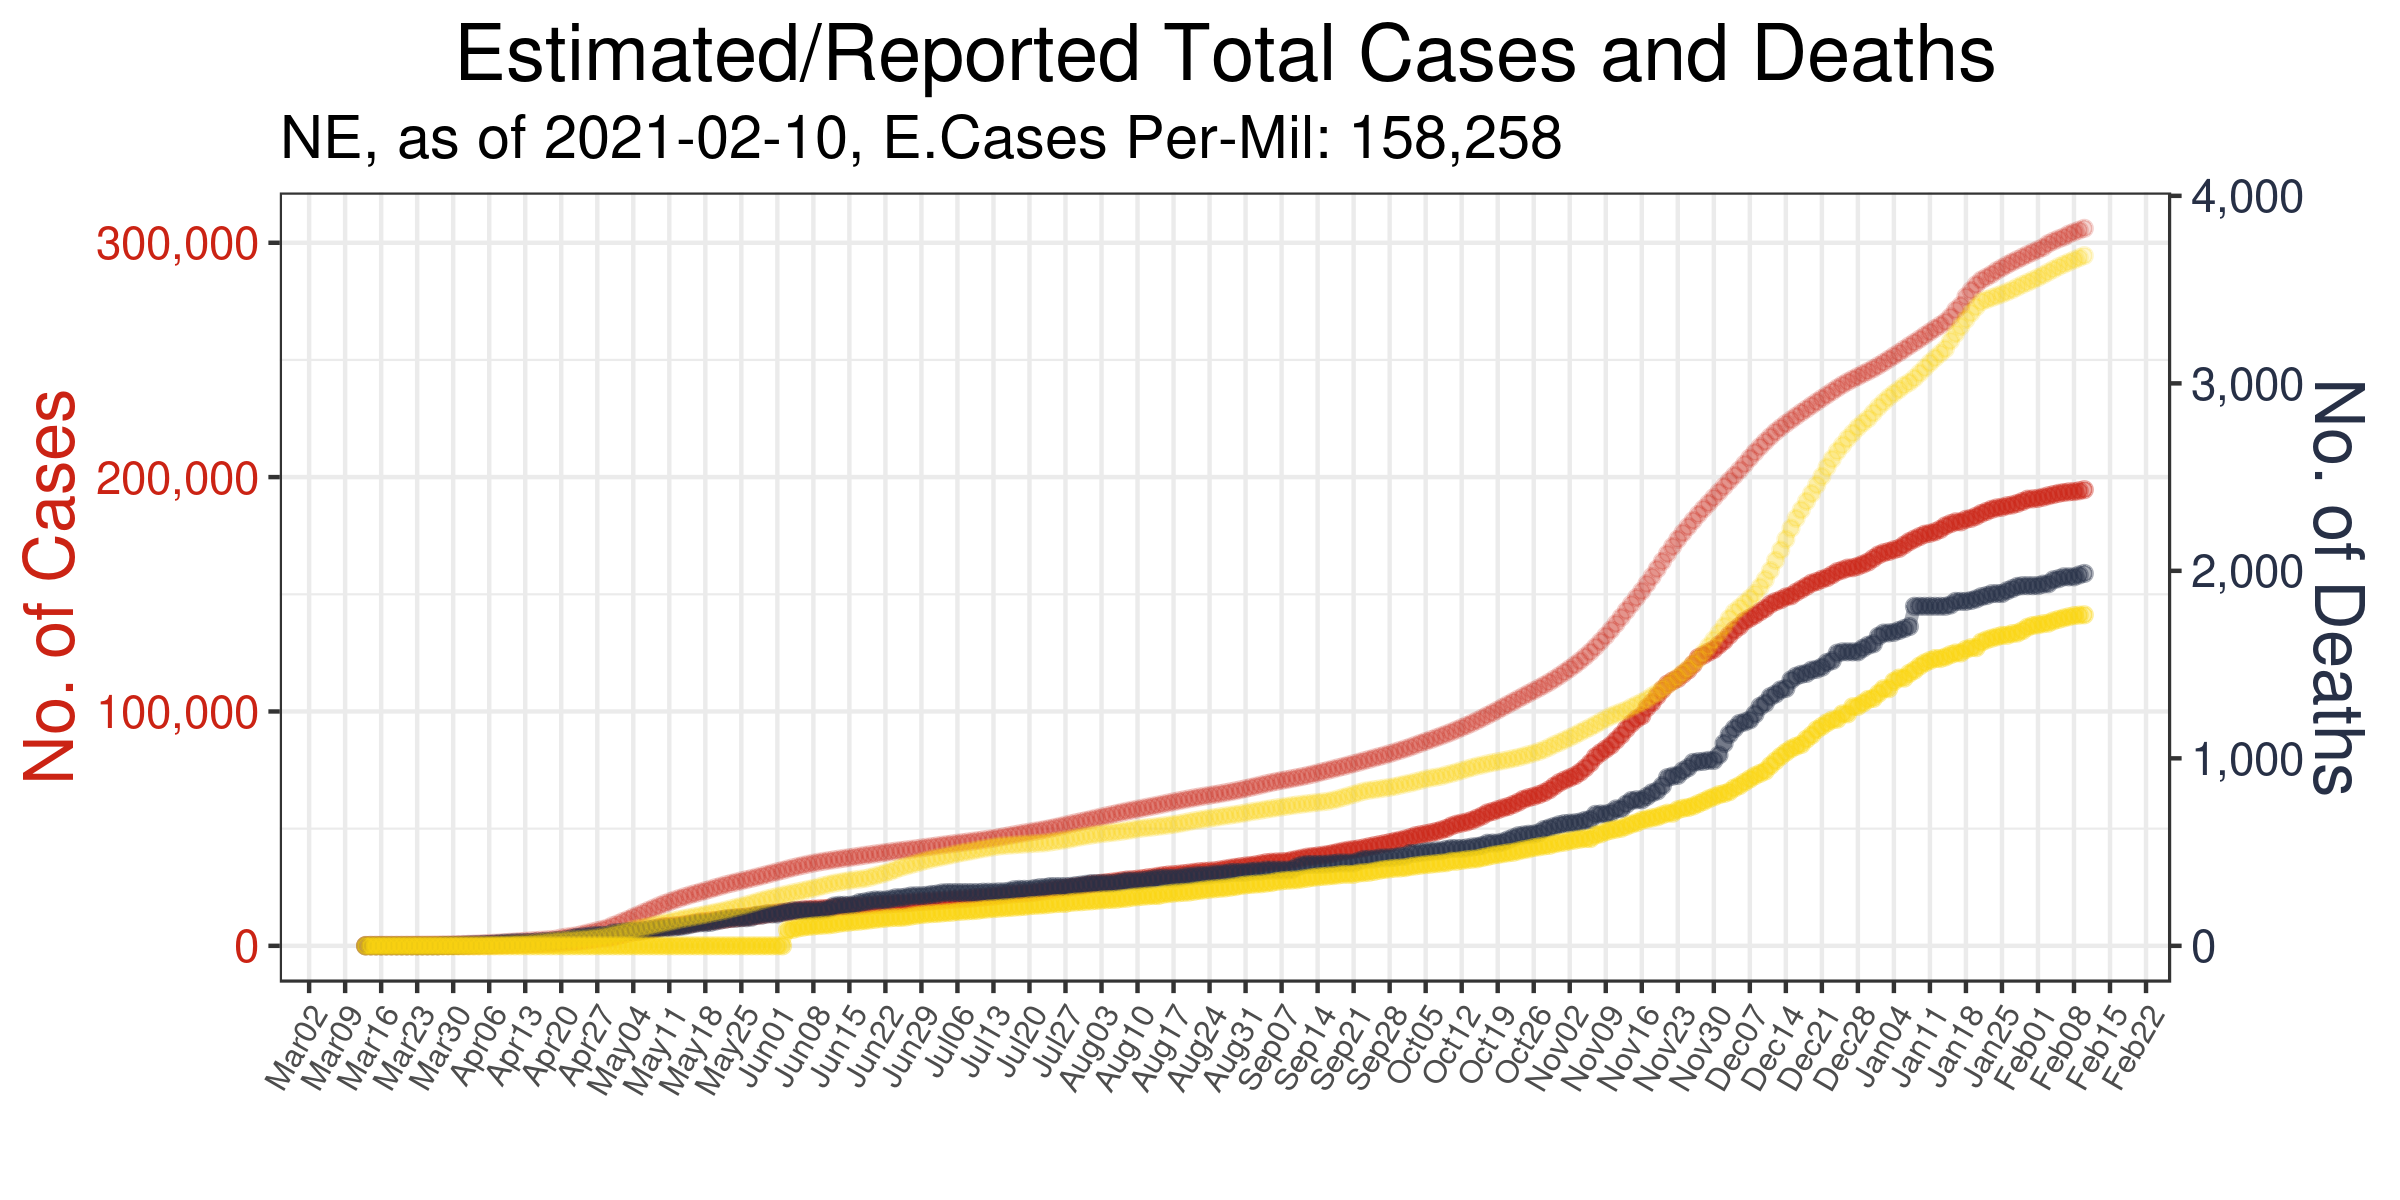 Estimated/Reported Total Cases and Deaths
NE, as of 2021-02-10, E.Cases Per-Mil: 158,258
No. of Cases
300,000
200,000
100,000
0
4,000
3,000
2,000
1,000
0
No. of Deaths
Mar02
Mar09
Mar16
Mar23
Mar30
Apr06
Apr13
Apr20
Apr27
May04
May11
May18
May25
Jun01
Jun08
Jun15
Jun22
Jun29
Jul06
Jul13
Jul20
Jul27
Aug03
Aug10
Aug17
Aug24
Aug31
Sep07
Sep14
Sep21
Sep28
Oct05
Oct12
Oct19
Oct26
Nov02
Nov09
Nov16
Nov23
Nov30
Dec07
Dec14
Dec21
Dec28
Jan04
Jan11
Jan18
Jan25
Feb01
Feb08
Feb15
Feb22